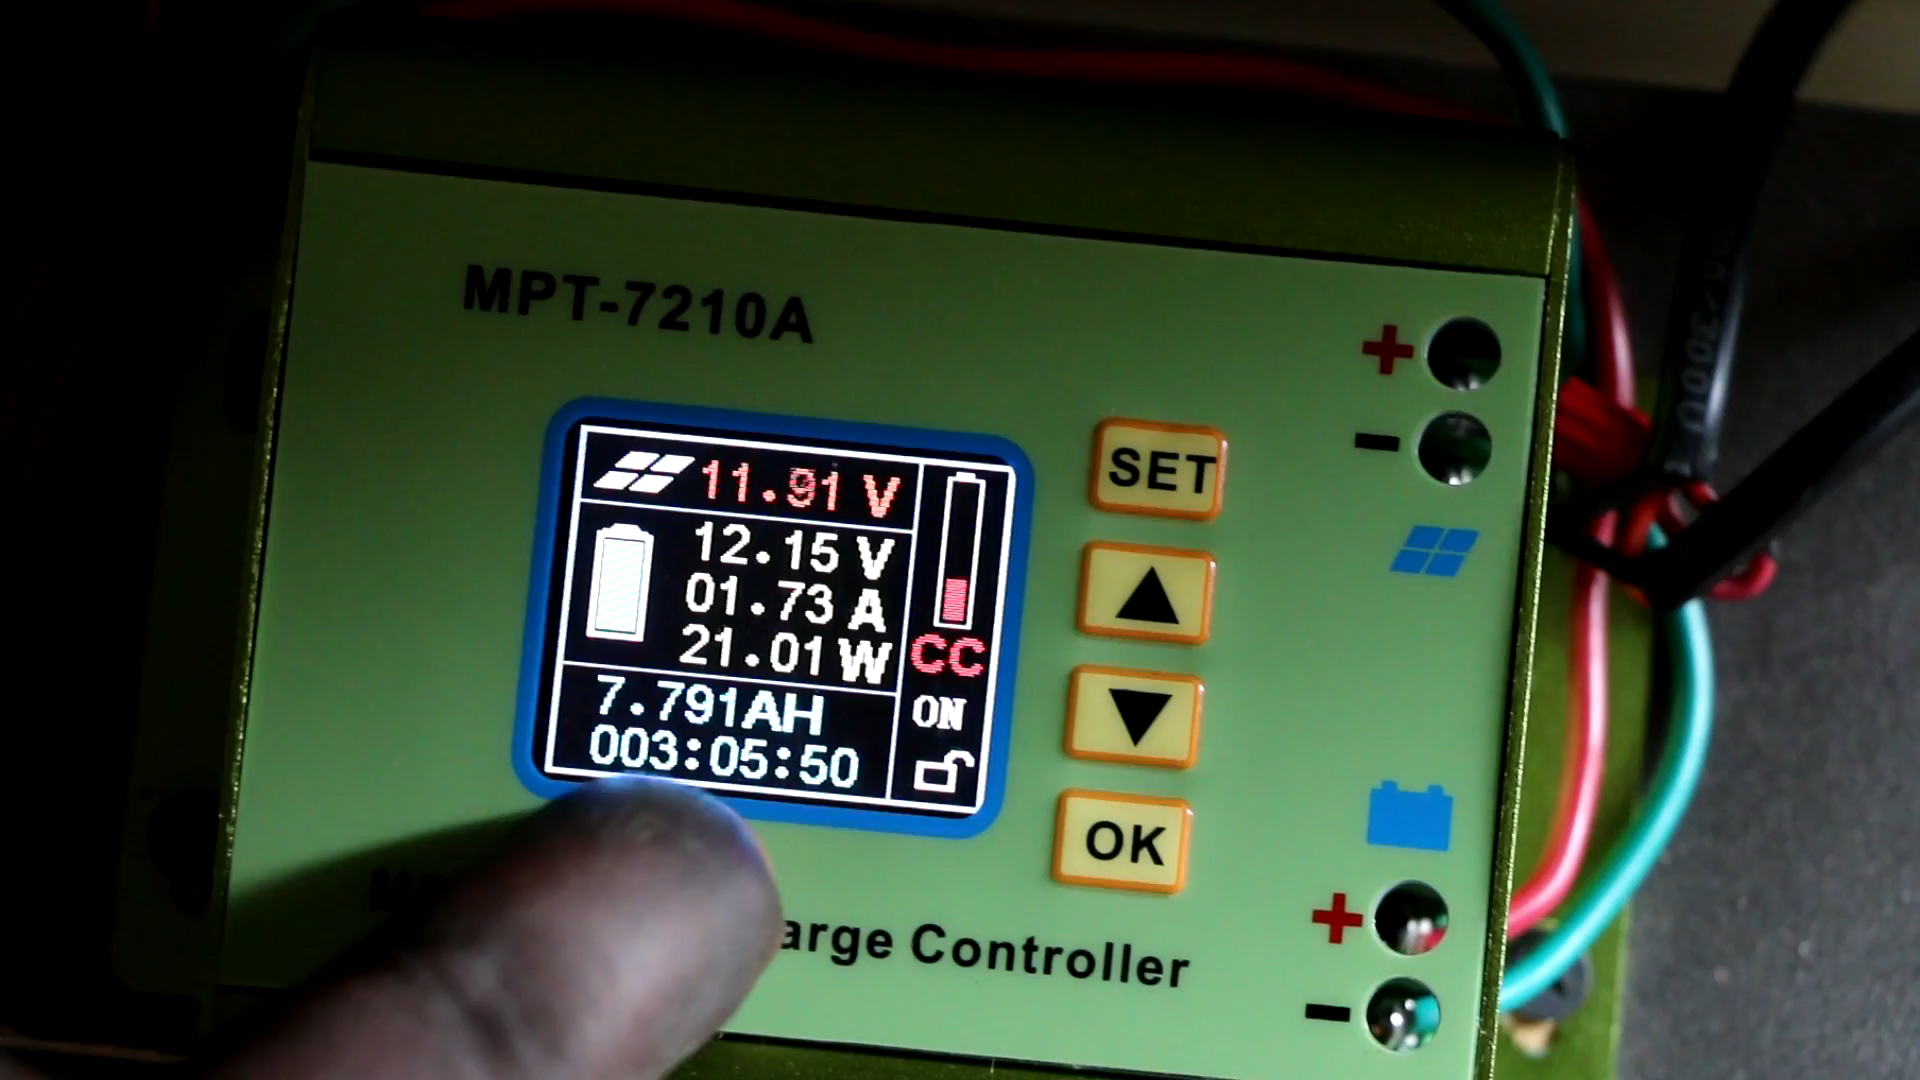 MPT-7210A
11.91 V
12.15 V
01.73 A
21.01 W
CC
7.791AH
ON
003:05:50
SET
OK
+
-
+
-
arge Controller